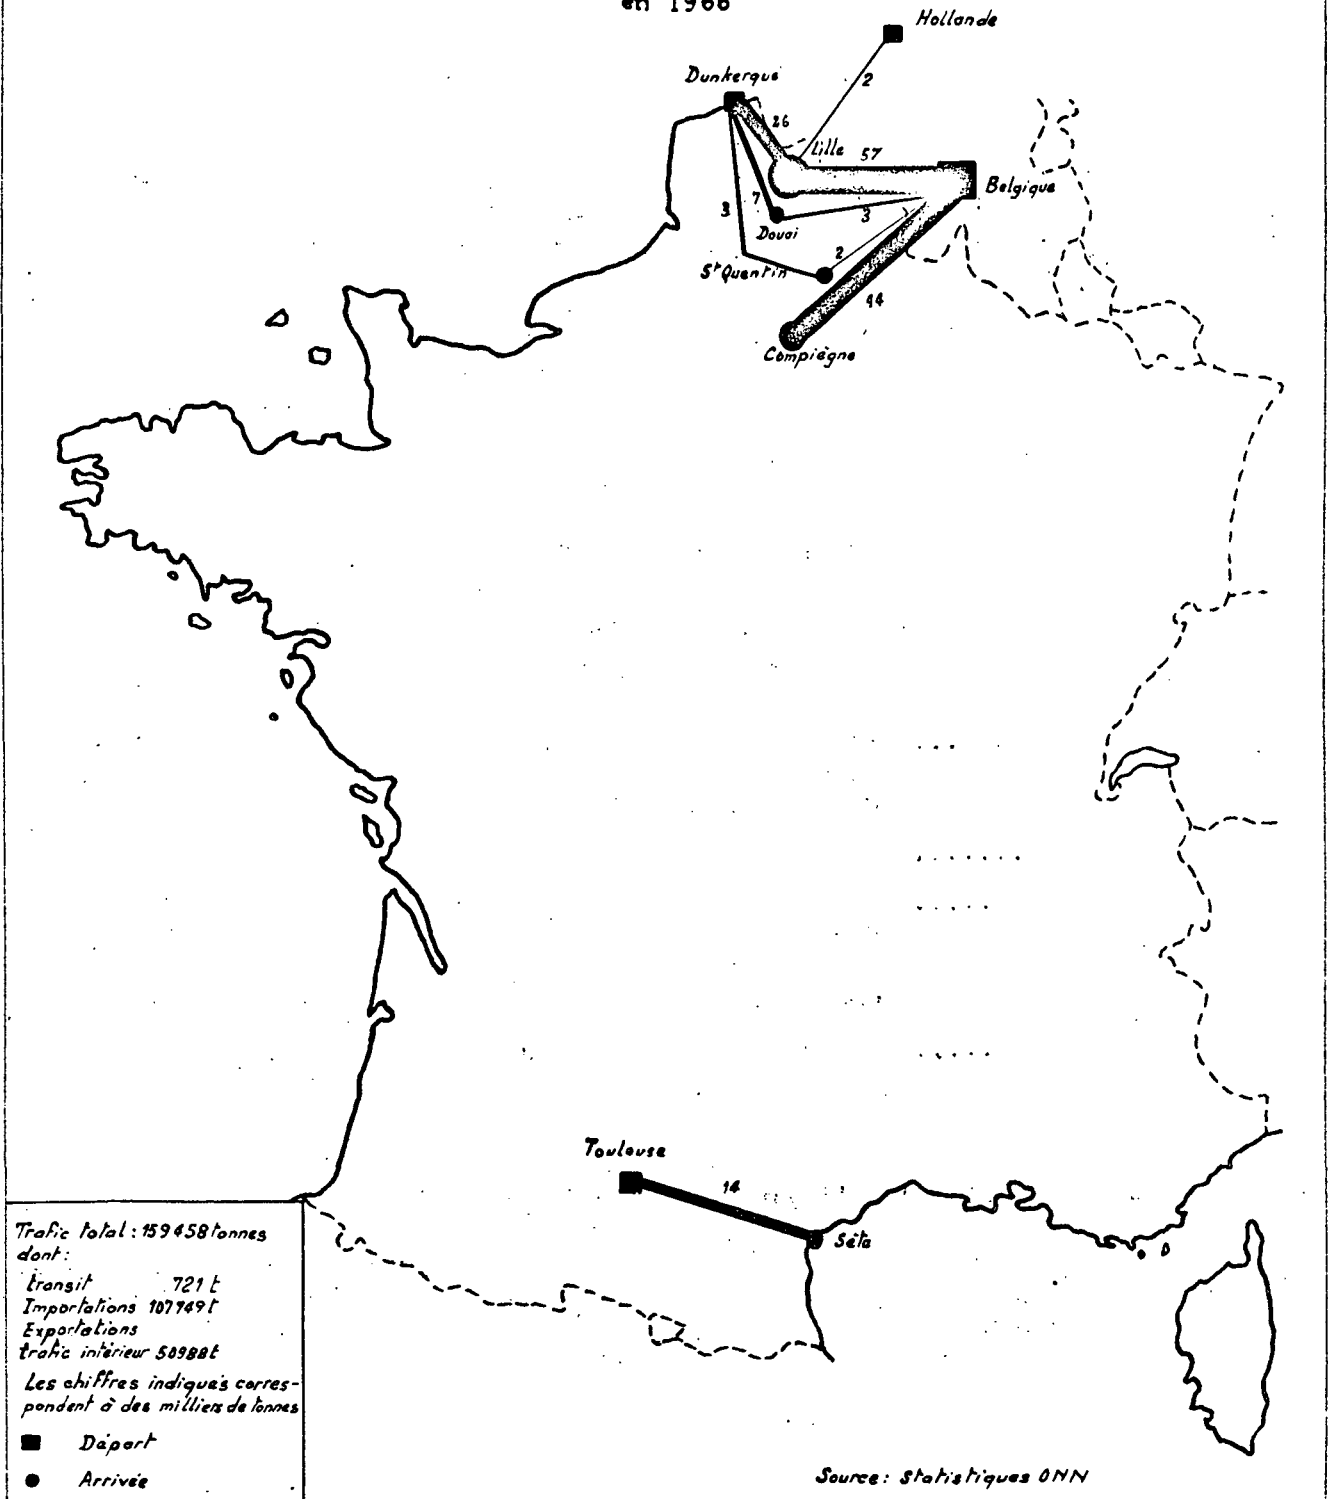 en 1966
Hollande
Dunkerque
2
26
Lille
57
Belgique
3
7
3
Douai
2
St Quentin
44
Compiègne
Toulouse
14
Sète
Trafic total : 159458 tonnes
dont :
transit 721 t
Importations 107749 t
Exportations
trafic intérieur 50988 t
Les chiffres indiqués corres-
pondent à des milliers de tonnes
Départ
Arrivée
Source : Statistiques ONN